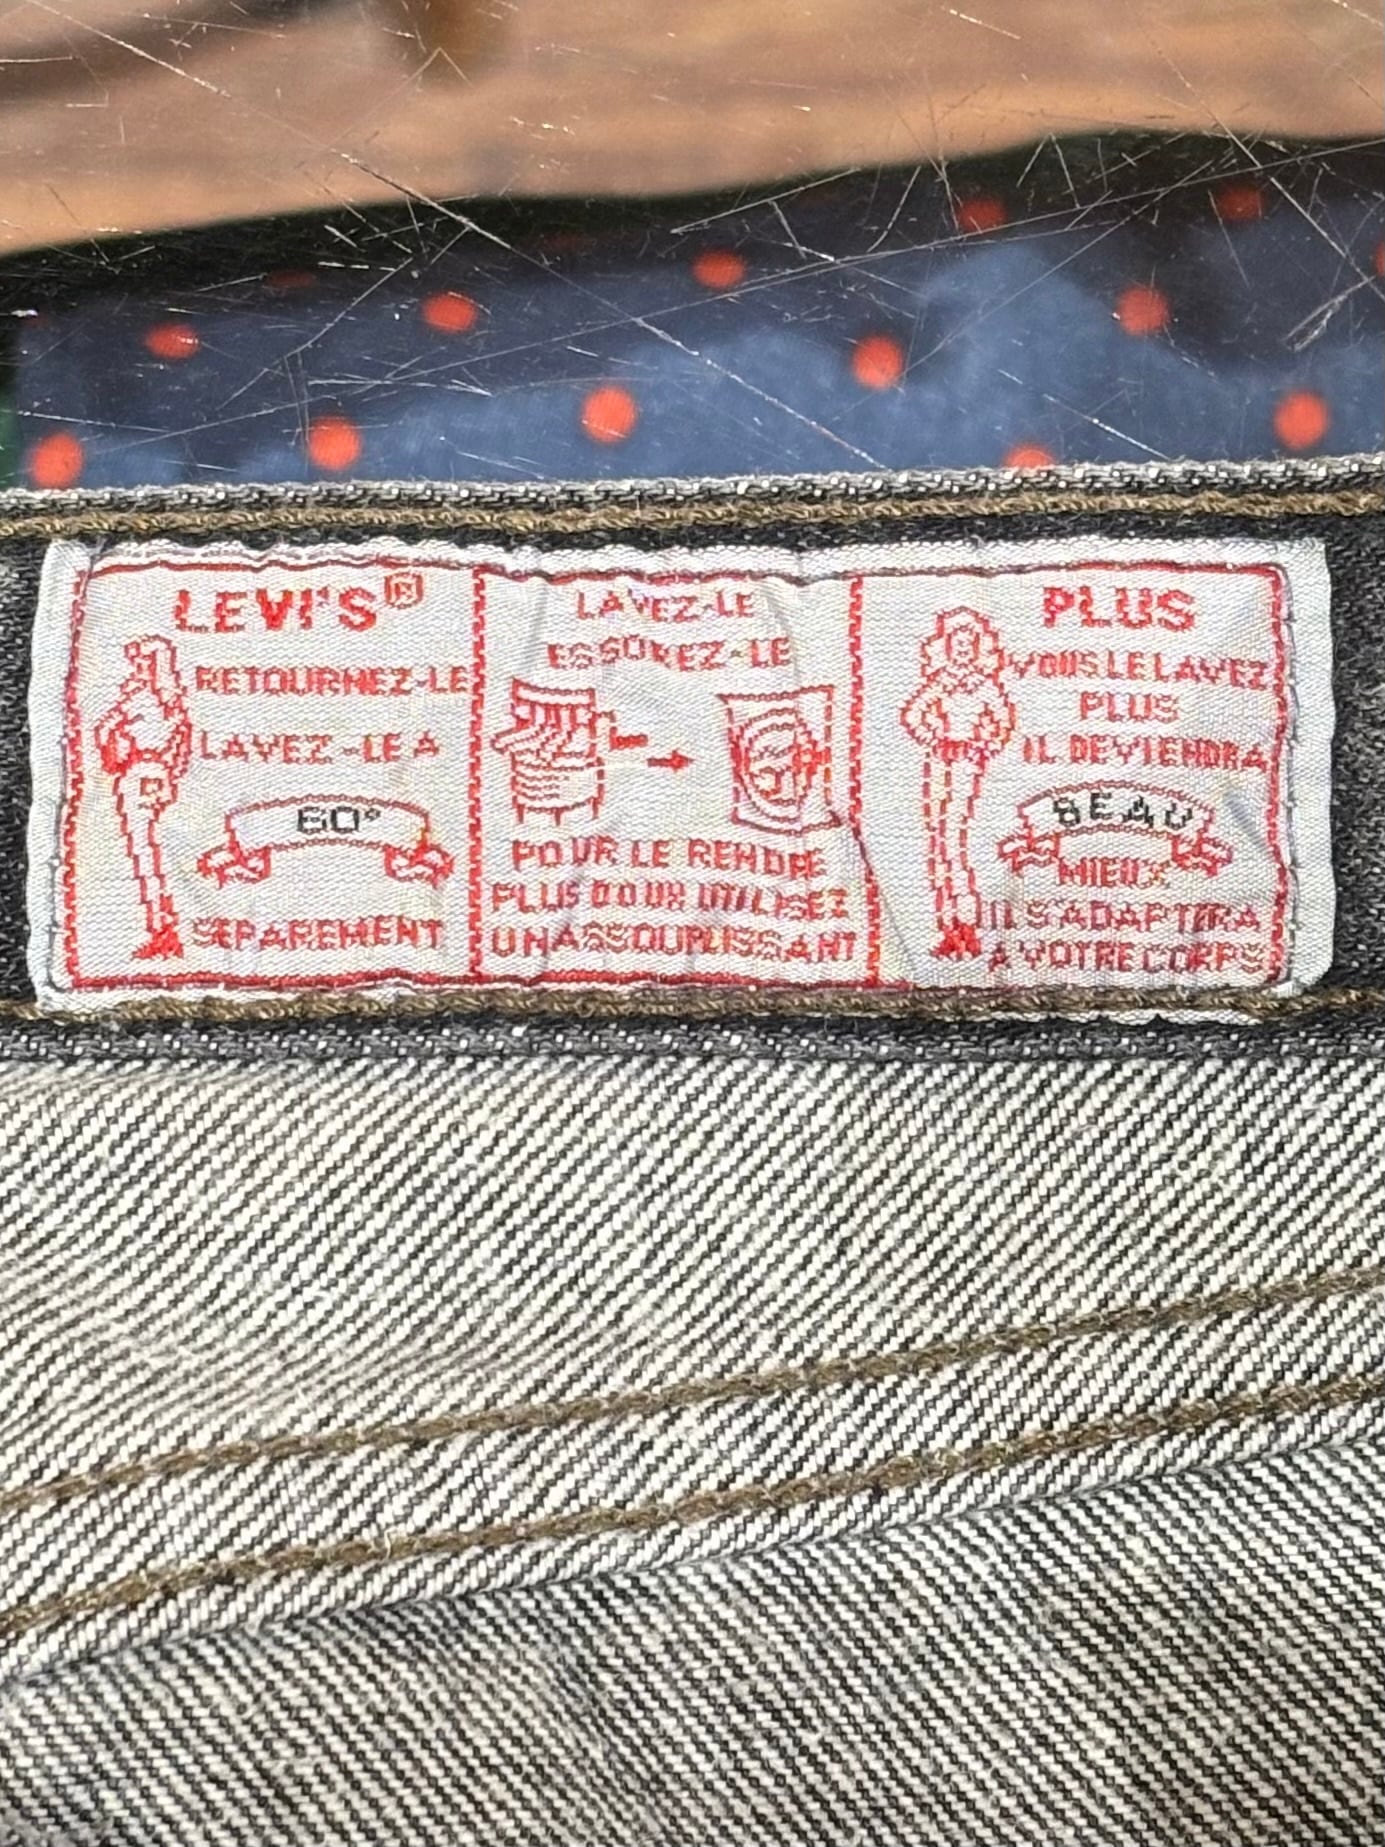 LEVI'S®
RETOURNEZ-LE
LAVEZ-LE A
60°
SEPAREMENT
LAVEZ-LE
ESSOREZ-LE
POUR LE RENDRE
PLUS DOUX UTILISEZ
UN ASSOUPLISSANT
PLUS
VOUS LE LAVEZ
PLUS
IL DEVIENDRA
BEAU
MIEUX
IL S'ADAPTERA
A VOTRE CORPS